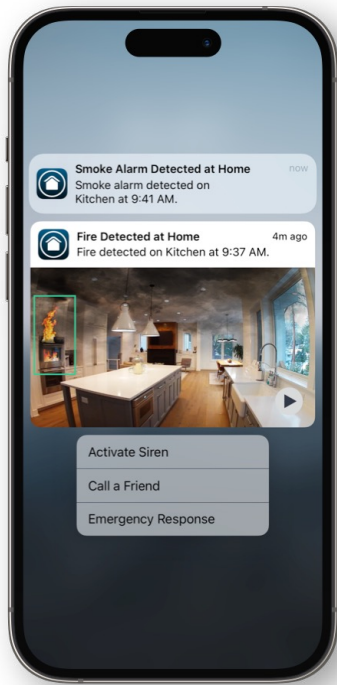 Smoke Alarm Detected at Home
now
Smoke alarm detected on
Kitchen at 9:41 AM.
Fire Detected at Home
4m ago
Fire detected on Kitchen at 9:37 AM.
Activate Siren
Call a Friend
Emergency Response